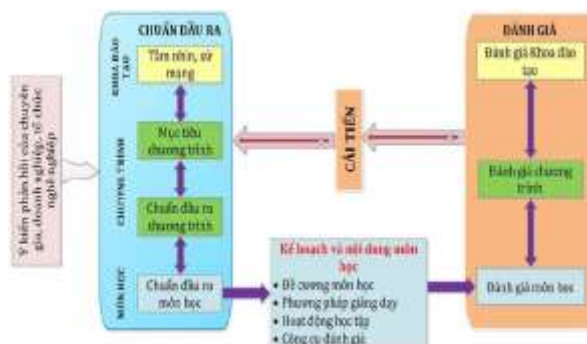 Ý kiến phản hồi của chuyên
gia, doanh nghiệp, tổ chức
nghề nghiệp
CHUẨN ĐẦU RA
KHOA ĐÀO
TẠO
Tầm nhìn, sứ
mạng
CHƯƠNG TRÌNH
Mục tiêu
chương trình
Chuẩn đầu ra
chương trình
MÔN HỌC
Chuẩn đầu ra
môn học
CẢI TIẾN
Kế hoạch và nội dung môn
học
• Đề cương môn học
• Phương pháp giảng dạy
• Hoạt động học tập
• Công cụ đánh giá
ĐÁNH GIÁ
Đánh giá Khoa đào
tạo
Đánh giá chương
trình
Đánh giá môn học